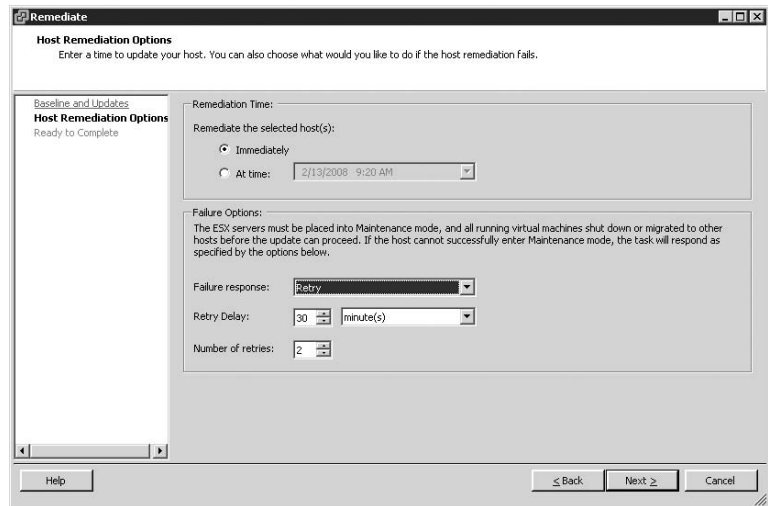 Remediate
Host Remediation Options
Enter a time to update your host. You can also choose what would you like to do if the host remediation fails.
Baseline and Updates
Host Remediation Options
Ready to Complete
Remediation Time:
Remediate the selected host(s):
Immediately
At time: 2/13/2008 9:20 AM
Failure Options:
The ESX servers must be placed into Maintenance mode, and all running virtual machines shut down or migrated to other
hosts before the update can proceed. If the host cannot successfully enter Maintenance mode, the task will respond as
specified by the options below.
Failure response: Retry
Retry Delay: 30 minute(s)
Number of retries: 2
Help
< Back
Next >
Cancel